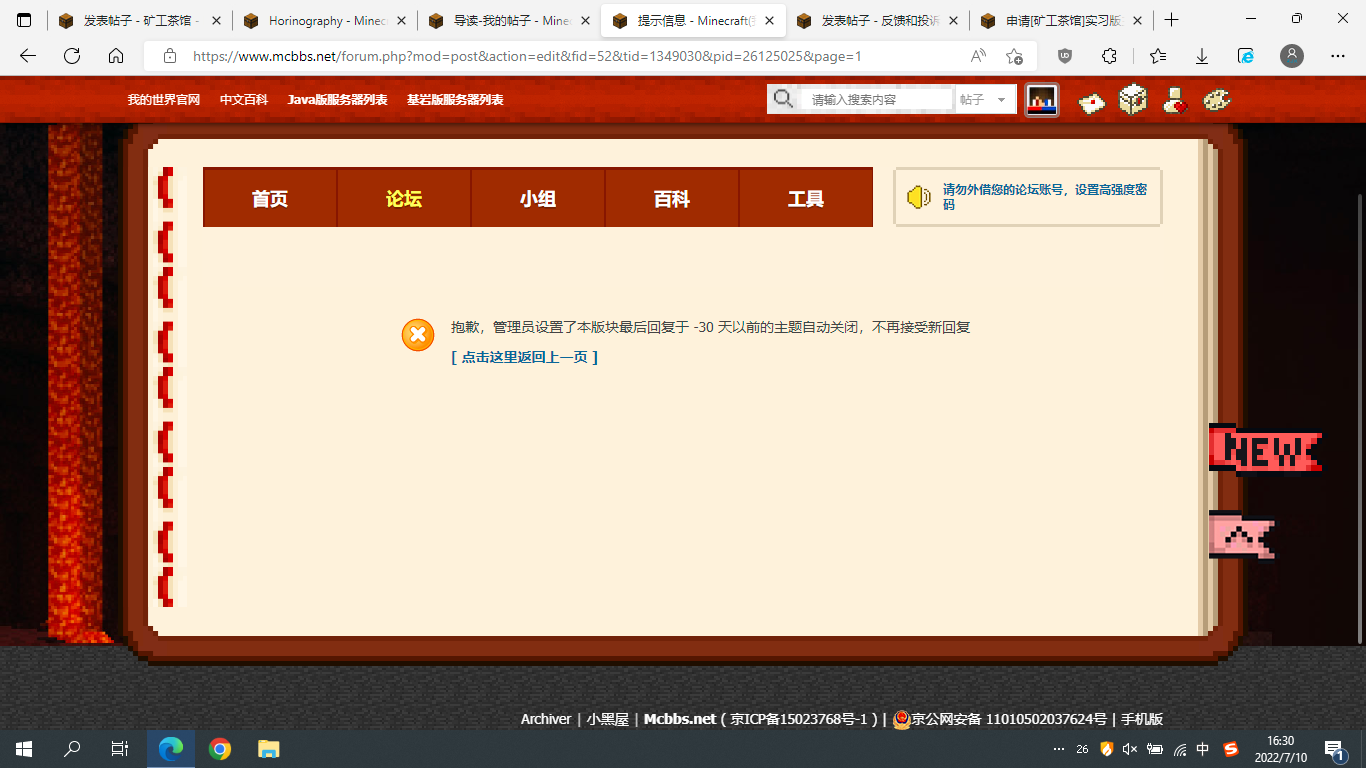 发表帖子 - 矿工茶馆 -
Horinography - Minec
导读-我的帖子 - Mine
提示信息 - Minecraft(
发表帖子 - 反馈和投诉
申请[矿工茶馆]实习版
https://www.mcbbs.net/forum.php?mod=post&action=edit&fid=52&tid=1349030&pid=26125025&page=1
我的世界官网 中文百科 Java版服务器列表 基岩版服务器列表
请输入搜索内容 帖子
首页 论坛 小组 百科 工具
请勿外借您的论坛账号，设置高强度密
码
抱歉，管理员设置了本版块最后回复于 -30 天以前的主题自动关闭，不再接受新回复
[ 点击这里返回上一页 ]
NEW
Archiver | 小黑屋 | Mcbbs.net ( 京ICP备15023768号-1 ) | 京公网安备 11010502037624号 | 手机版
26 中 16:30
2022/7/10
1